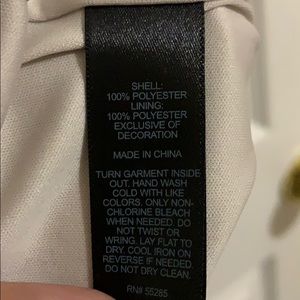 SHELL:
100% POLYESTER
LINING:
100% POLYESTER
EXCLUSIVE OF
DECORATION
MADE IN CHINA
TURN GARMENT INSIDE
OUT. HAND WASH
COLD WITH LIKE
COLORS, ONLY NON-
CHLORINE BLEACH
WHEN NEEDED. DO
NOT TWIST OR
WRING. LAY FLAT TO
DRY. COOL IRON ON
REVERSE IF NEEDED
DO NOT DRY CLEAN.
RN# 55285